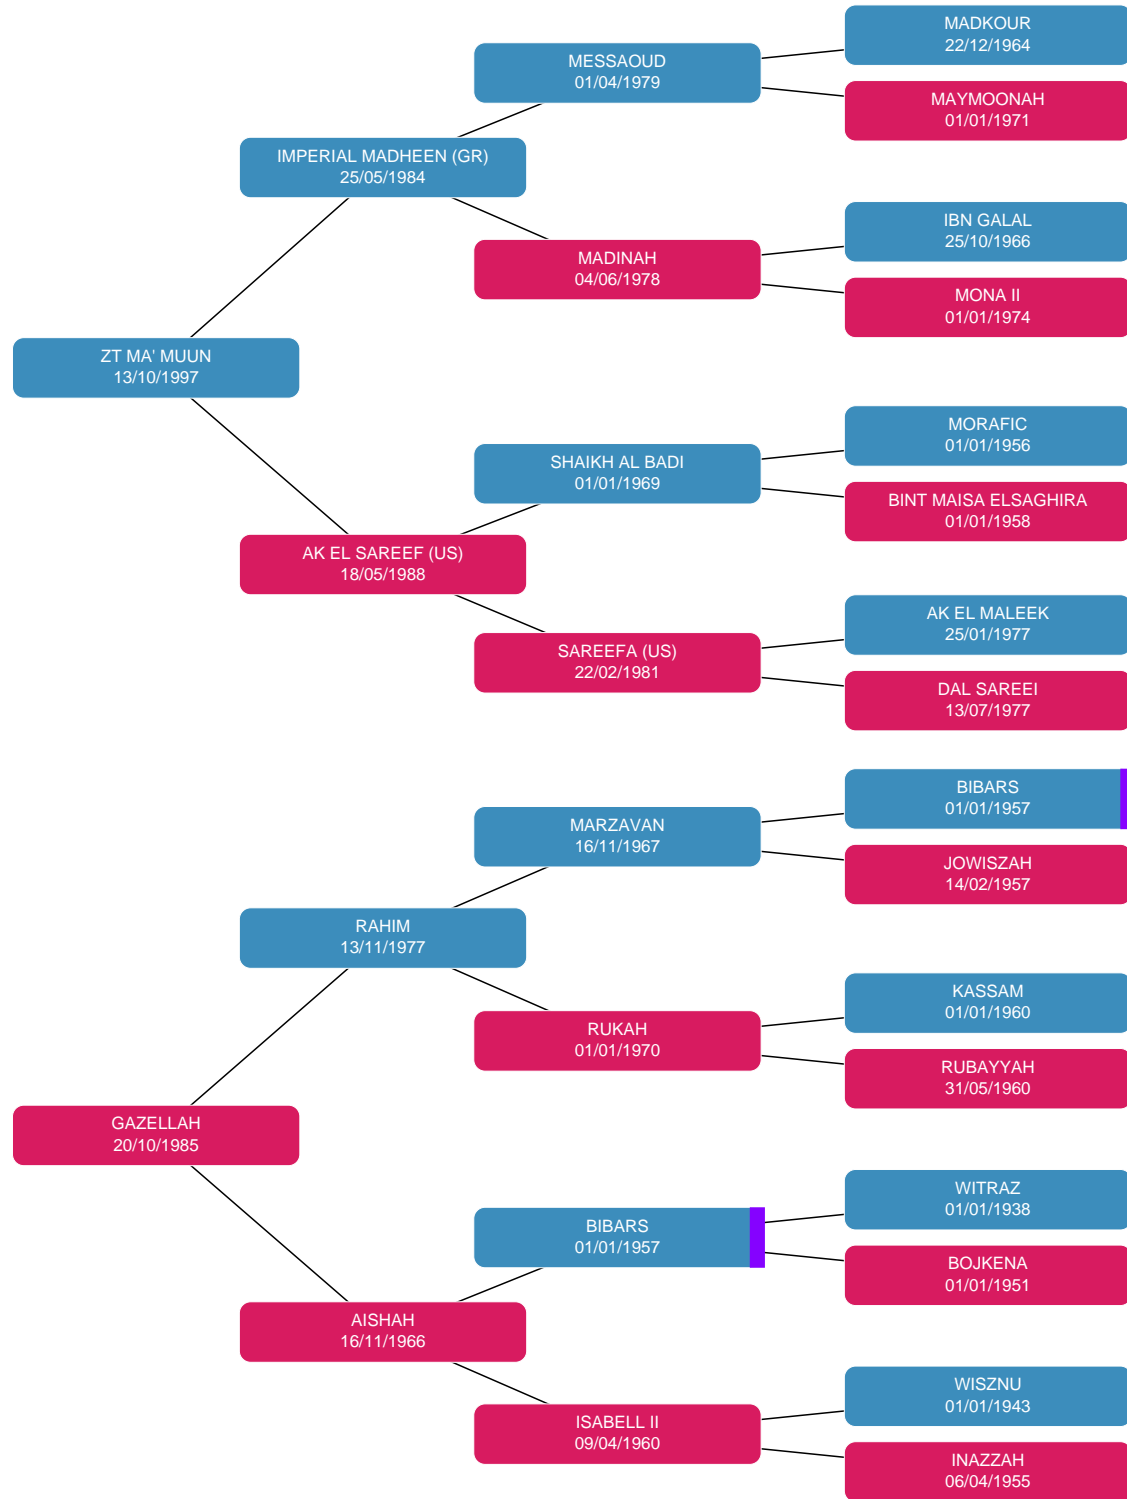 MADKOUR
22/12/1964
MESSAOUD
01/04/1979
MAYMOONAH
01/01/1971
IMPERIAL MADHEEN (GR)
25/05/1984
IBN GALAL
25/10/1966
MADINAH
04/06/1978
MONA II
01/01/1974
ZT MA' MUUN
13/10/1997
MORAFIC
01/01/1956
SHAIKH AL BADI
01/01/1969
BINT MAISA ELSAGHIRA
01/01/1958
AK EL SAREEF (US)
18/05/1988
AK EL MALEEK
25/01/1977
SAREEFA (US)
22/02/1981
DAL SAREEI
13/07/1977
BIBARS
01/01/1957
MARZAVAN
16/11/1967
JOWISZAH
14/02/1957
RAHIM
13/11/1977
KASSAM
01/01/1960
RUKAH
01/01/1970
RUBAYYAH
31/05/1960
GAZELLAH
20/10/1985
WITRAZ
01/01/1938
BIBARS
01/01/1957
BOJKENA
01/01/1951
AISHAH
16/11/1966
WISZNU
01/01/1943
ISABELL II
09/04/1960
INAZZAH
06/04/1955